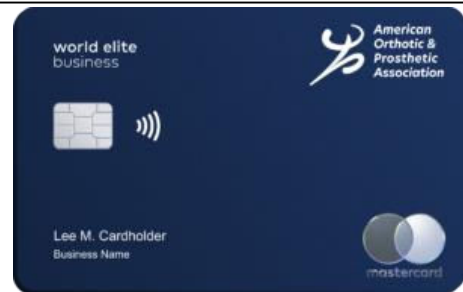 world elite
business
American
Orthotic &
Prosthetic
Association
Lee M. Cardholder
Business Name
mastercard